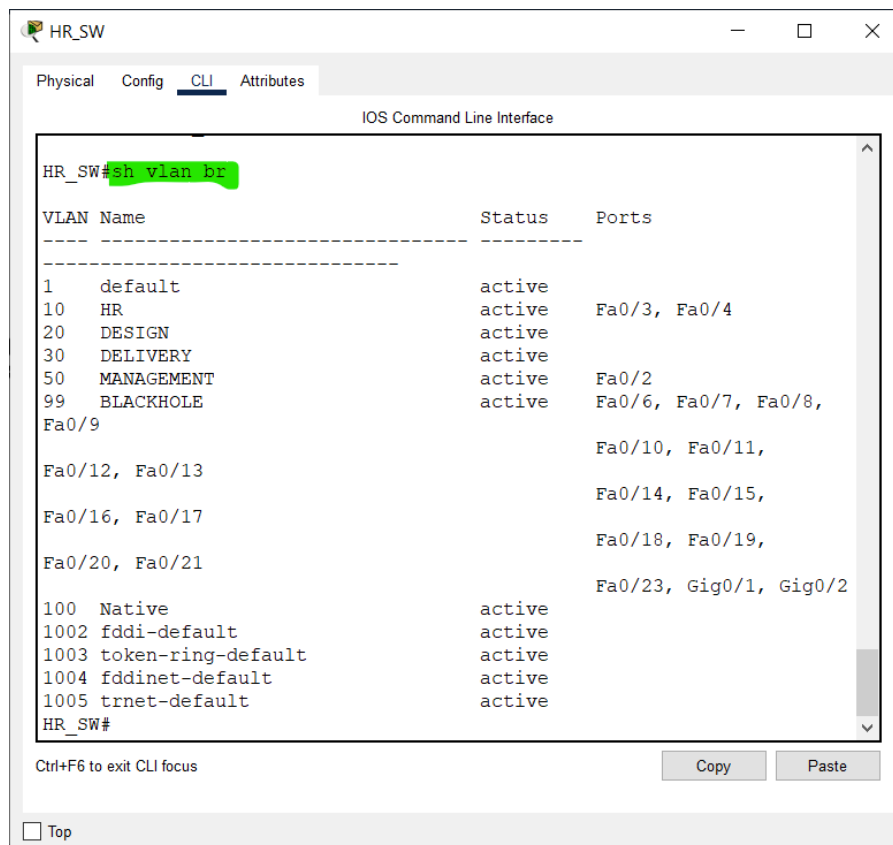 HR_SW
Physical Config CLI Attributes
IOS Command Line Interface
HR_SW#sh vlan br
VLAN Name Status Ports
---- -------------------------------- ---------
-------------------------------
1 default active
10 HR active Fa0/3, Fa0/4
20 DESIGN active
30 DELIVERY active
50 MANAGEMENT active Fa0/2
99 BLACKHOLE active Fa0/6, Fa0/7, Fa0/8,
Fa0/9
Fa0/10, Fa0/11,
Fa0/12, Fa0/13
Fa0/14, Fa0/15,
Fa0/16, Fa0/17
Fa0/18, Fa0/19,
Fa0/20, Fa0/21
Fa0/23, Gig0/1, Gig0/2
100 Native active
1002 fddi-default active
1003 token-ring-default active
1004 fddinet-default active
1005 trnet-default active
HR_SW#
Ctrl+F6 to exit CLI focus Copy Paste
Top